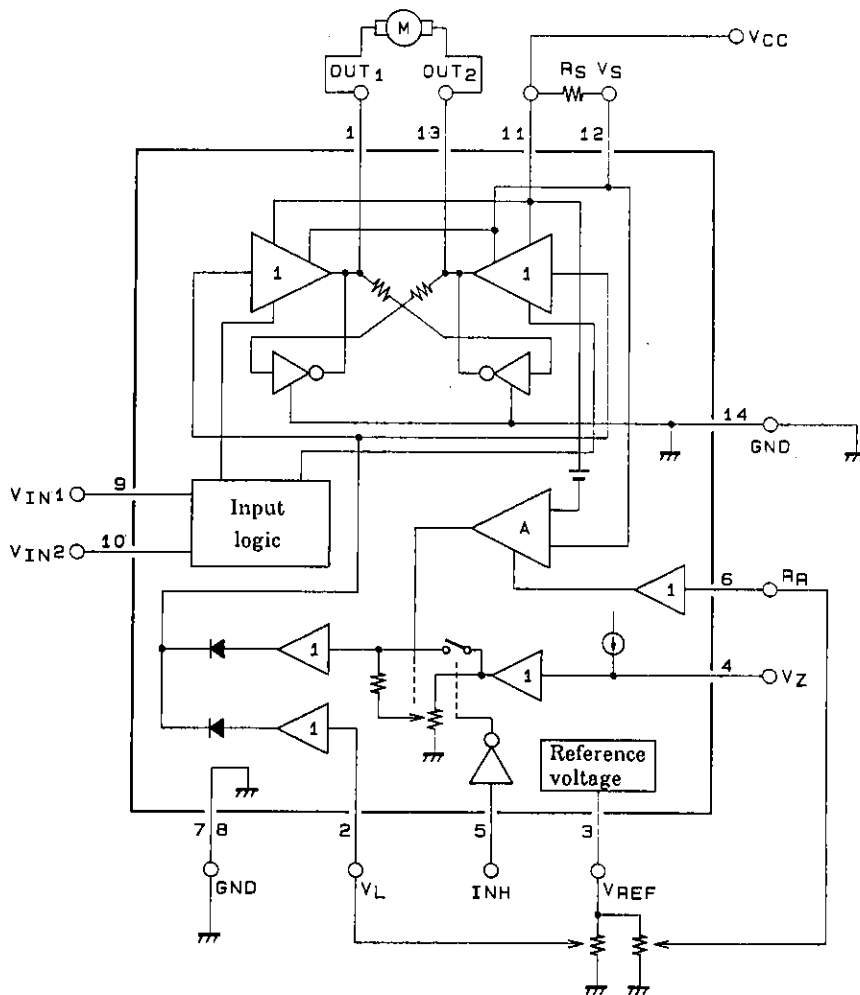 M
OUT1 OUT2
VCC
RS VS
1 13 11 12
1 1
14
GND
VIN1 9
VIN2 10
Input
logic
A
1 6 RA
1 1 4 VZ
1
Reference
voltage
7 8 2 5 3
GND VL INH VREF